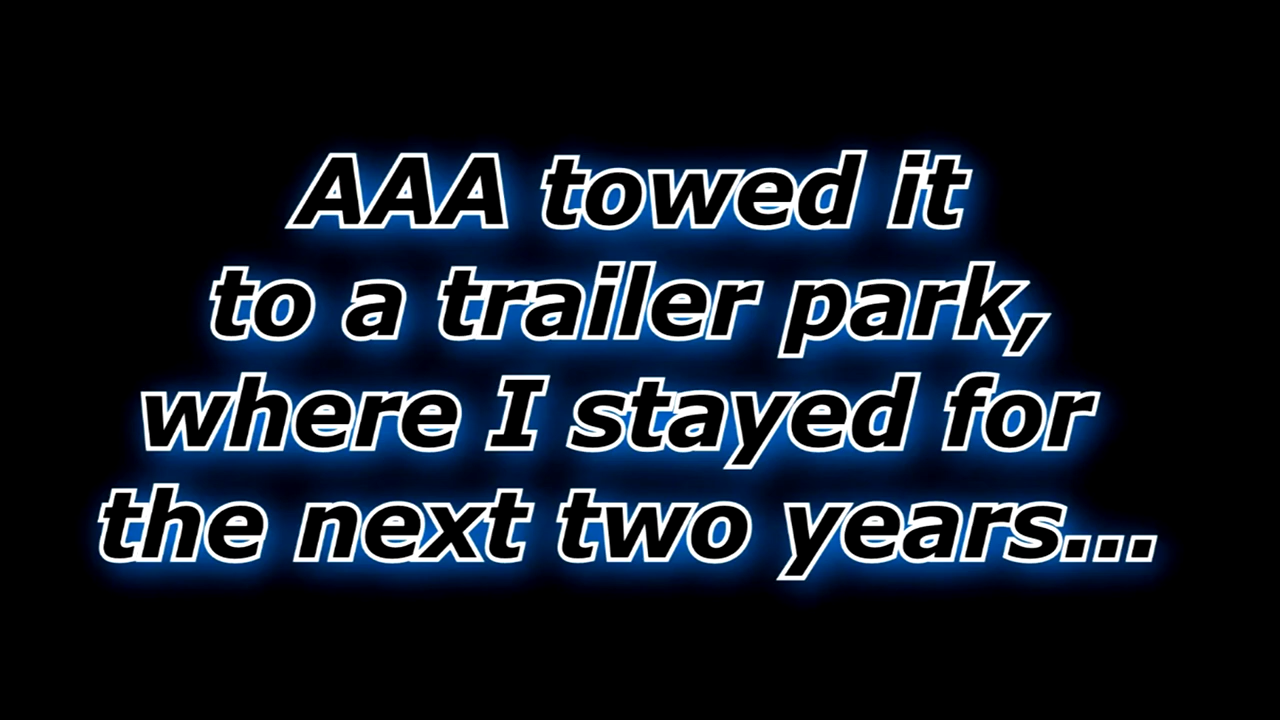 AAA towed it
to a trailer park,
where I stayed for
the next two years...